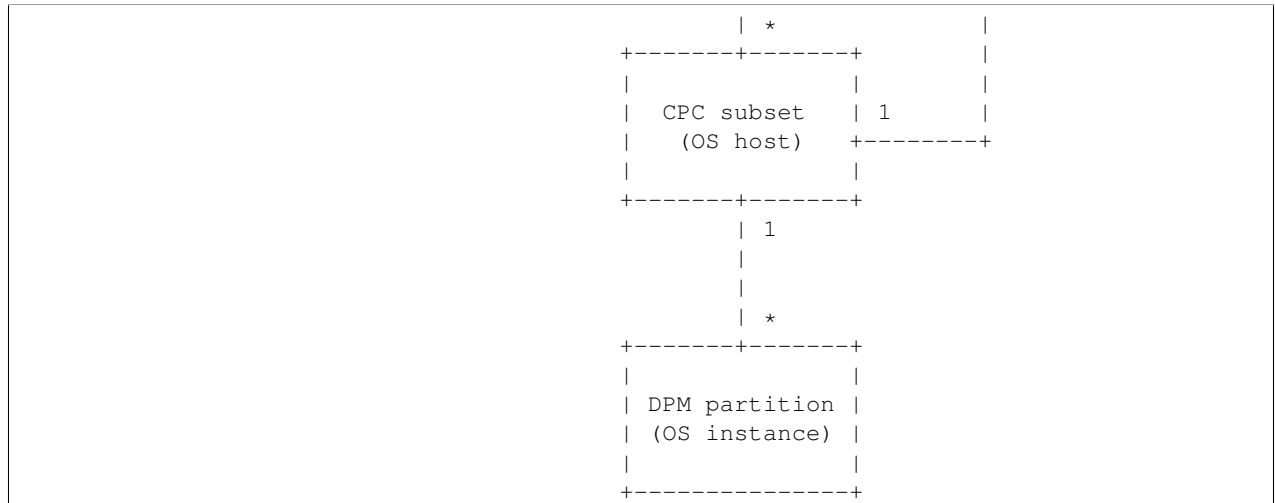 | *              |
+-------+-------+        |
|               |        |
|  CPC subset   | 1      |
|   (OS host)   +--------+
|               |
+-------+-------+
| 1
|
|
| *
+-------+-------+
|               |
| DPM partition |
| (OS instance) |
|               |
+---------------+